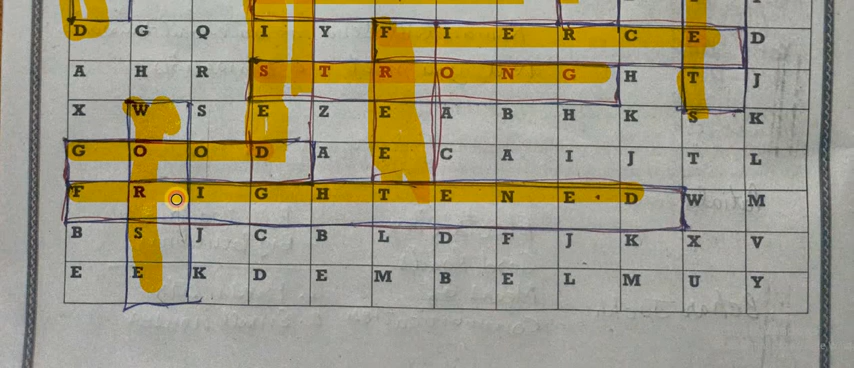 D G Q I Y F I E R C E D
A H R S T R O N G H T J
X W S E Z E A B H K S K
G O O D A E C A I J T L
F R I G H T E N E D W M
B S J C B L D F J K X V
E E K D E M B E L M U Y